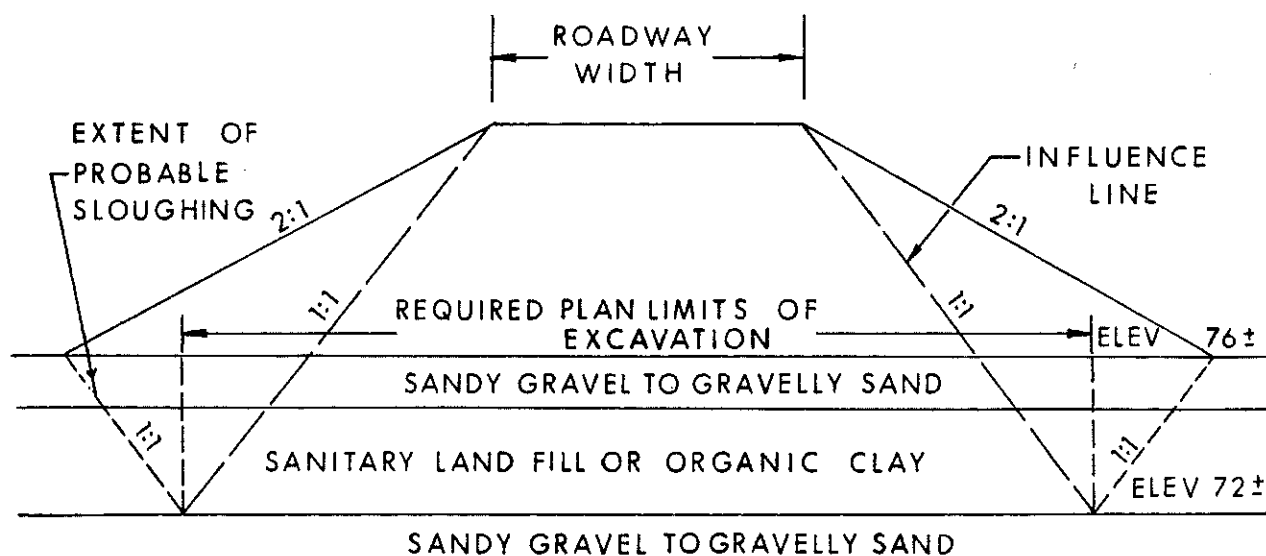 ROADWAY
WIDTH
EXTENT OF
PROBABLE
SLOUGHING
INFLUENCE
LINE
2:1
2:1
1:1
1:1
REQUIRED PLAN LIMITS OF
EXCAVATION
ELEV 76±
SANDY GRAVEL TO GRAVELLY SAND
1:1
1:1
SANITARY LAND FILL OR ORGANIC CLAY
ELEV 72±
SANDY GRAVEL TO GRAVELLY SAND